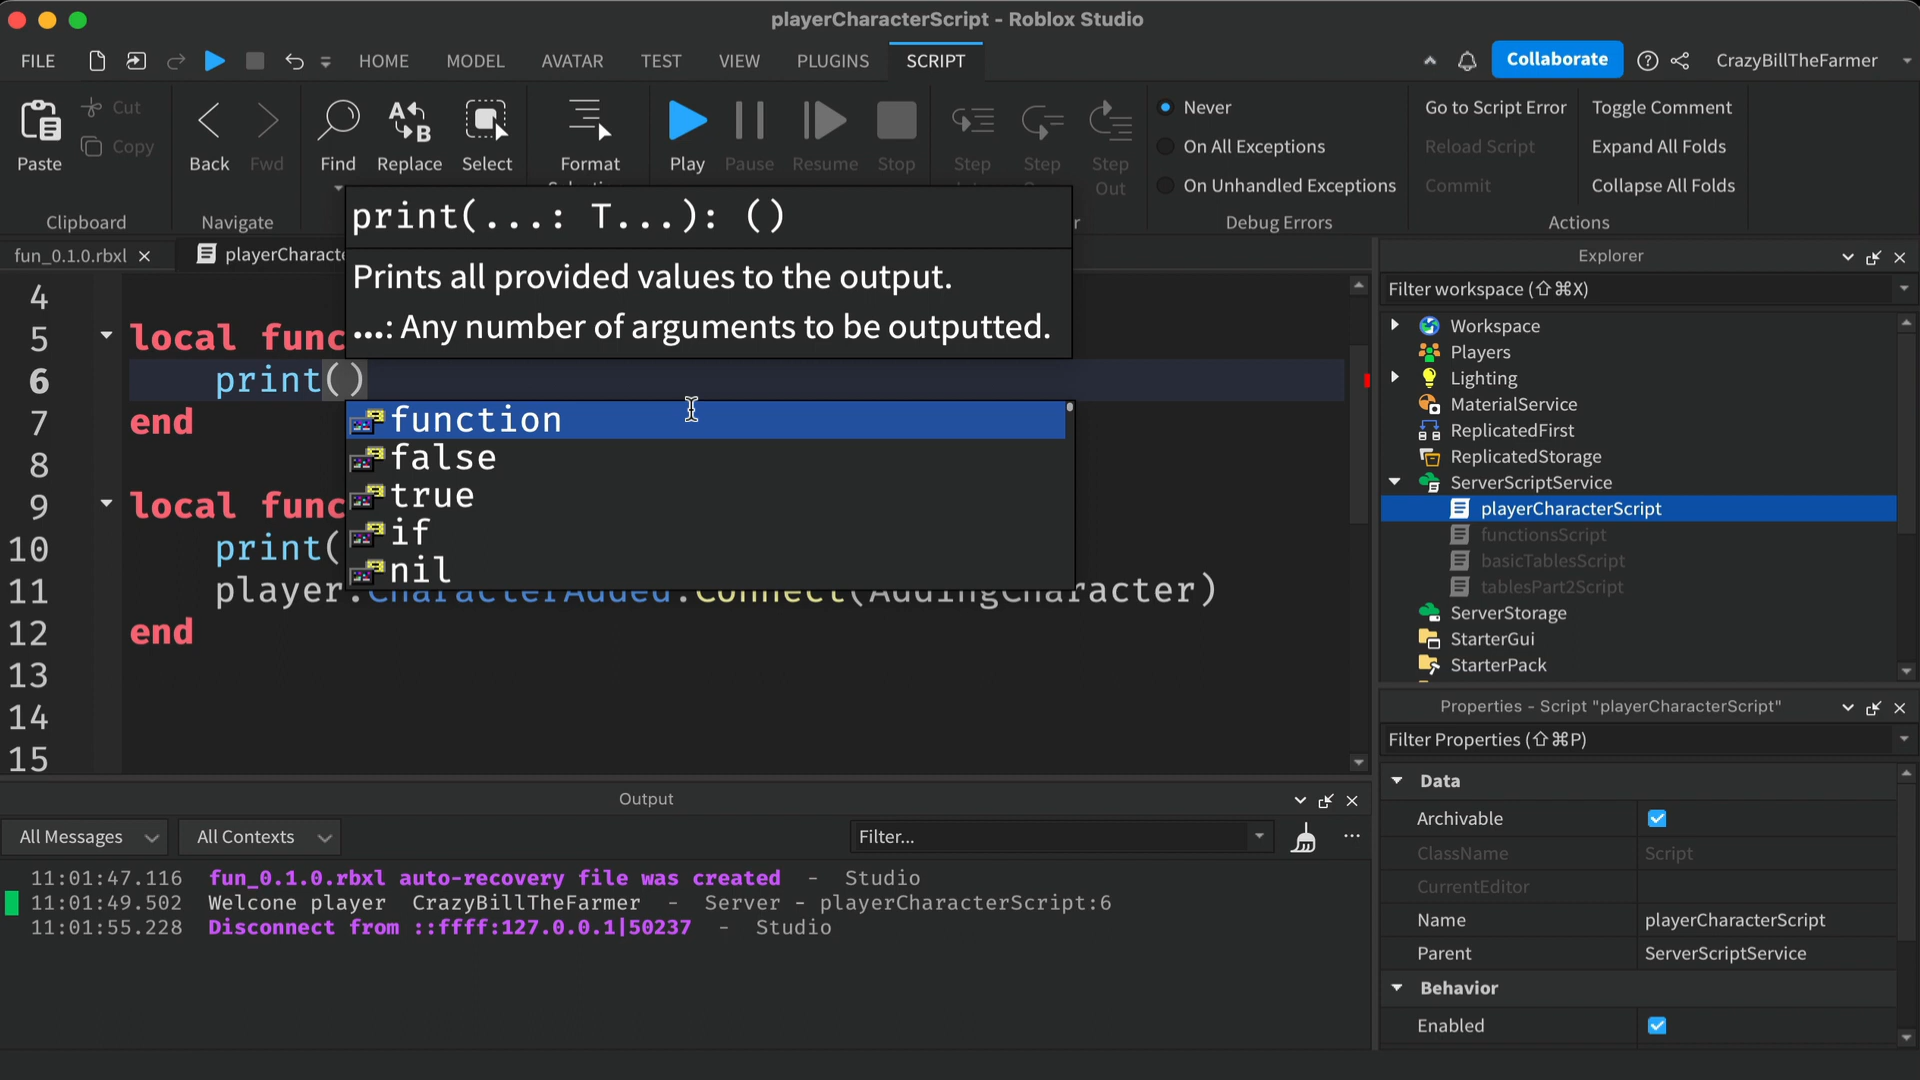 playerCharacterScript - Roblox Studio
FILE HOME MODEL AVATAR TEST VIEW PLUGINS SCRIPT Collaborate CrazyBillTheFarmer
Paste Cut Copy
Clipboard
Back Fwd
Navigate
Find Replace Select
Format
Play Pause Resume Stop
Step
Step
Step Out
Never
On All Exceptions
On Unhandled Exceptions
Debug Errors
Go to Script Error Toggle Comment
Reload Script Expand All Folds
Commit Collapse All Folds
Actions
fun_0.1.0.rbxl
playerCharacte
print(...: T...): ()
Prints all provided values to the output.
...: Any number of arguments to be outputted.
4
5 local func
6 print()
7 end
8
9 local func
10 print(
11 player.CharacterAdded:Connect(AddingCharacter)
12 end
13
14
15
function
false
true
if
nil
Explorer
Filter workspace (⇧⌘X)
Workspace
Players
Lighting
MaterialService
ReplicatedFirst
ReplicatedStorage
ServerScriptService
playerCharacterScript
functionsScript
basicTablesScript
tablesPart2Script
ServerStorage
StarterGui
StarterPack
Properties - Script "playerCharacterScript"
Filter Properties (⇧⌘P)
Data
Archivable
ClassName Script
CurrentEditor
Name playerCharacterScript
Parent ServerScriptService
Behavior
Enabled
Output
All Messages All Contexts Filter... ...
11:01:47.116 fun_0.1.0.rbxl auto-recovery file was created - Studio
11:01:49.502 Welcone player CrazyBillTheFarmer - Server - playerCharacterScript:6
11:01:55.228 Disconnect from ::ffff:127.0.0.1|50237 - Studio